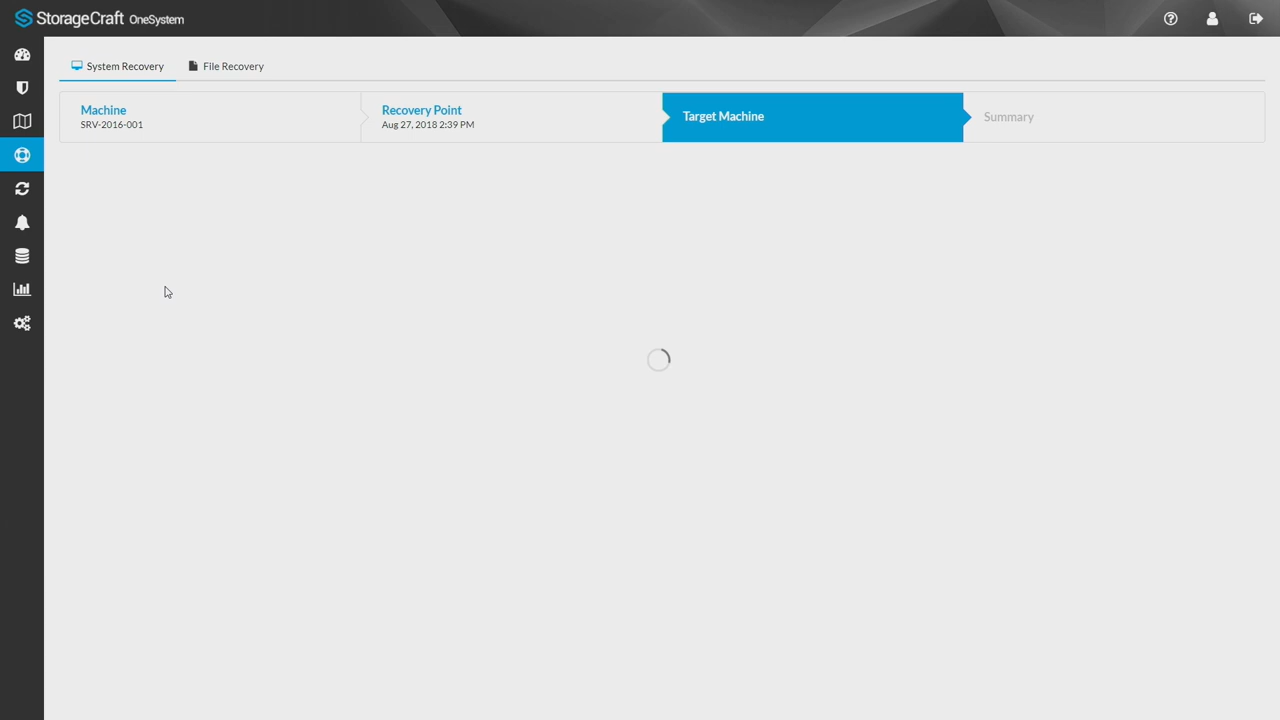 StorageCraft OneSystem
System Recovery
File Recovery
Machine
SRV-2016-001
Recovery Point
Aug 27, 2018 2:39 PM
Target Machine
Summary